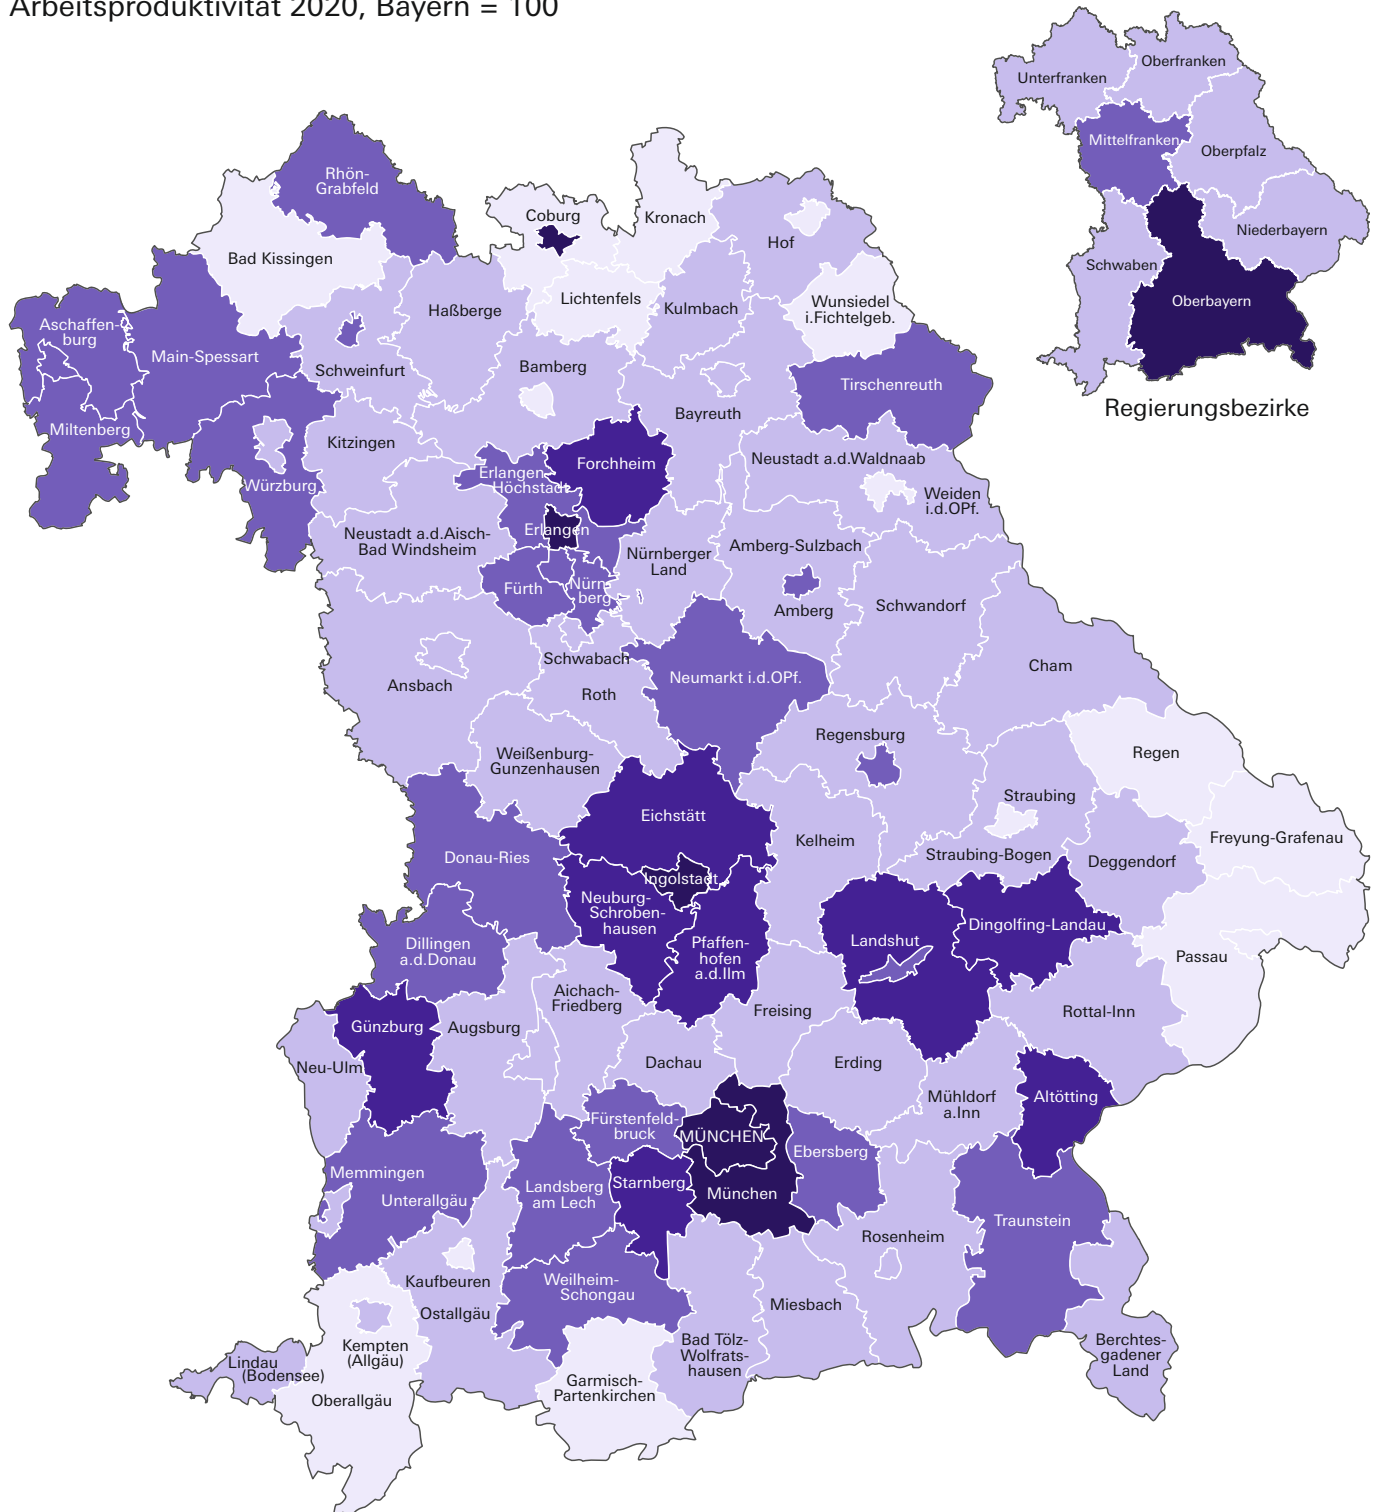 Arbeitsproduktivität 2020, Bayern = 100
Unterfranken
Oberfranken
Mittelfranken
Oberpfalz
Niederbayern
Schwaben
Oberbayern
Regierungsbezirke
Rhön-
Grabfeld
Coburg
Kronach
Hof
Bad Kissingen
Lichtenfels
Wunsiedel
i.Fichtelgeb.
Haßberge
Kulmbach
Aschaffen-
burg
Main-Spessart
Schweinfurt
Bamberg
Tirschenreuth
Bayreuth
Miltenberg
Kitzingen
Forchheim
Neustadt a.d.Waldnaab
Erlangen-
Höchstadt
Würzburg
Weiden
i.d.OPf.
Erlangen
Neustadt a.d.Aisch-
Bad Windsheim
Nürnberger
Land
Amberg-Sulzbach
Fürth
Nürn-
berg
Amberg
Schwandorf
Schwabach
Cham
Ansbach
Roth
Neumarkt i.d.OPf.
Regensburg
Weißenburg-
Gunzenhausen
Regen
Straubing
Eichstätt
Kelheim
Freyung-Grafenau
Donau-Ries
Straubing-Bogen
Deggendorf
Ingolstadt
Neuburg-
Schroben-
hausen
Dingolfing-Landau
Landshut
Pfaffen-
hofen
a.d.Ilm
Dillingen
a.d.Donau
Passau
Aichach-
Friedberg
Freising
Rottal-Inn
Günzburg
Augsburg
Neu-Ulm
Dachau
Erding
Mühldorf
a.Inn
Altötting
Fürstenfeld-
bruck
MÜNCHEN
Ebersberg
Memmingen
Unterallgäu
Landsberg
am Lech
Starnberg
München
Traunstein
Rosenheim
Kaufbeuren
Weilheim-
Schongau
Ostallgäu
Miesbach
Kempten
(Allgäu)
Bad Tölz-
Wolfrats-
hausen
Berchtes-
gadener
Land
Lindau
(Bodensee)
Oberallgäu
Garmisch-
Partenkirchen